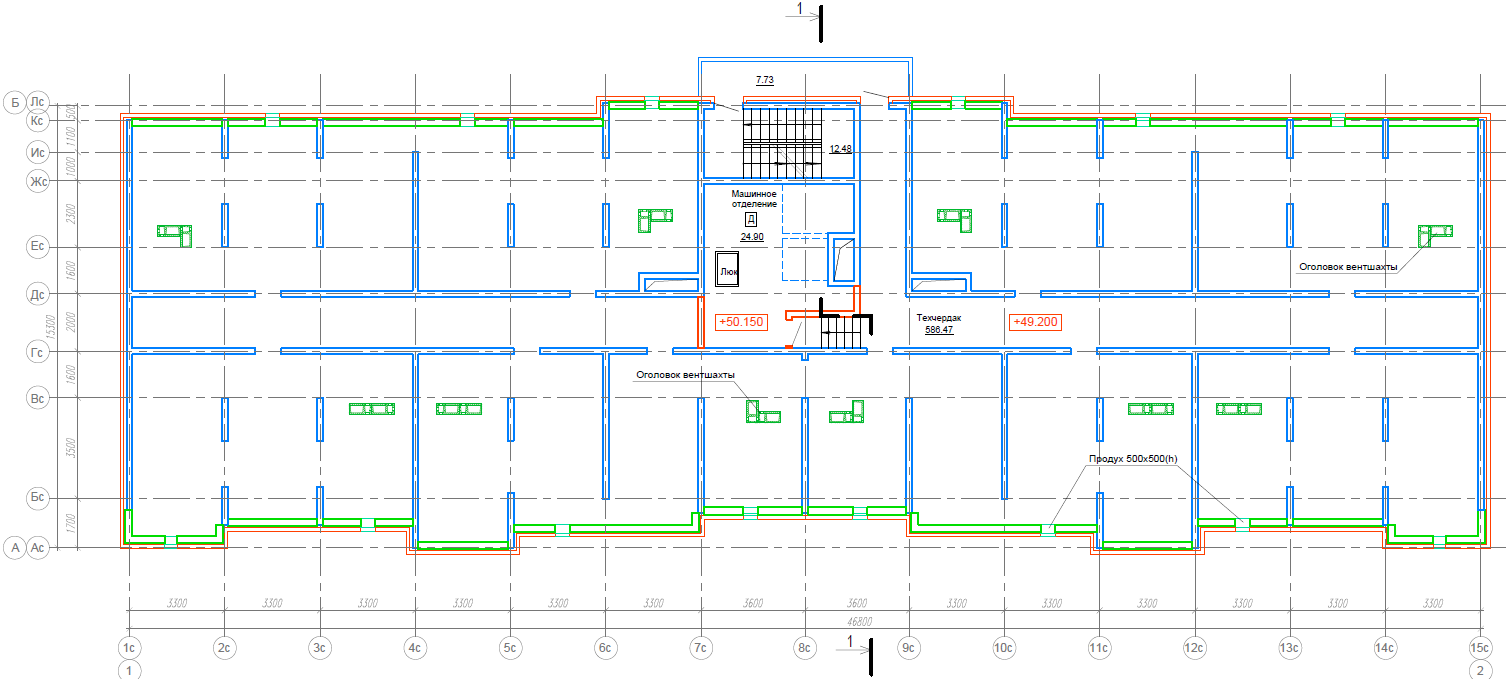 1
7.73
Б
Лс
Кс
Ис
Жс
Ес
Дс
Гс
Вс
Бс
А
Ас
500
1100
1000
2300
1600
2000
1600
3500
1700
15300
12.48
Машинное
отделение
Д
24.90
Люк
Оголовок вентшахты
+50.150
Техчердак
586.47
+49.200
Оголовок вентшахты
Продух 500х500(h)
3300
3300
3300
3300
3300
3300
3600
3600
3300
3300
3300
3300
3300
3300
46800
1
1с
2с
3с
4с
5с
6с
7с
8с
9с
10с
11с
12с
13с
14с
15с
1
2